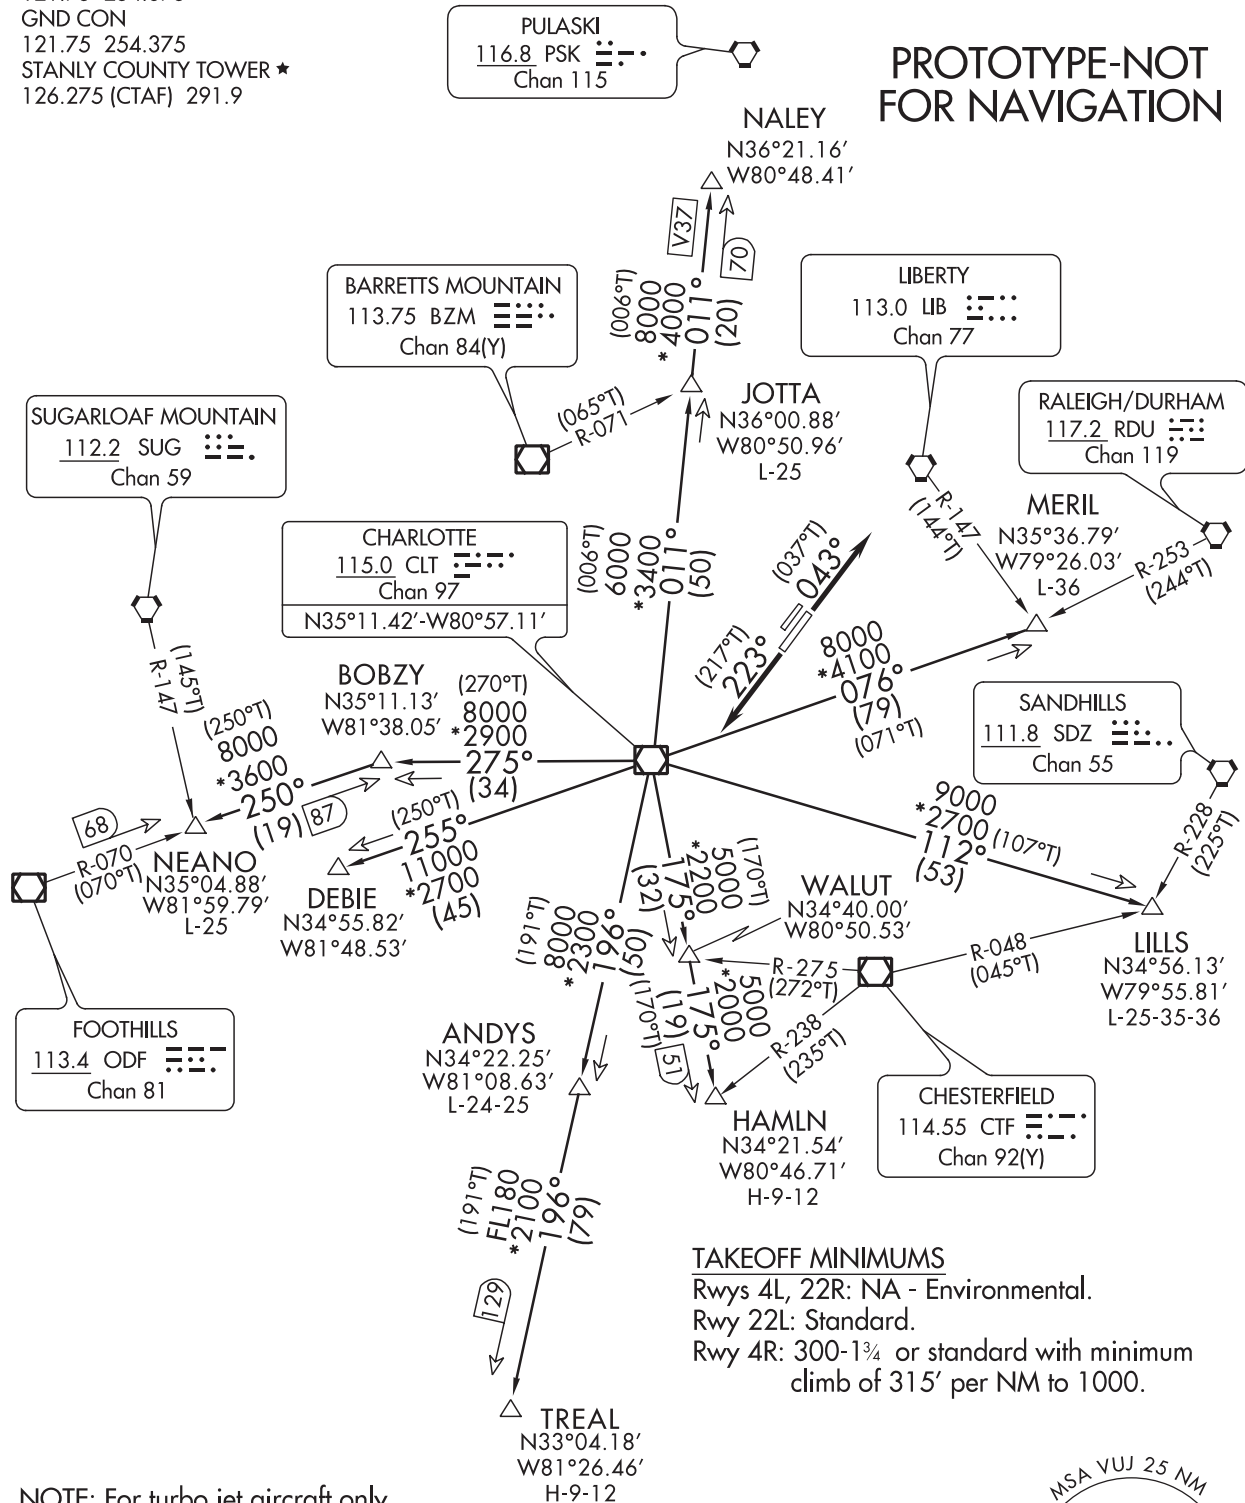 GND CON
121.75 254.375
STANLY COUNTY TOWER ★
126.275 (CTAF) 291.9
PULASKI
116.8 PSK
Chan 115
PROTOTYPE-NOT
FOR NAVIGATION
NALEY
N36°21.16′
W80°48.41′
V37
70
(006°T)
8000
*4000
011°
(20)
BARRETTS MOUNTAIN
113.75 BZM
Chan 84(Y)
LIBERTY
113.0 LIB
Chan 77
(065°T)
R-071
JOTTA
N36°00.88′
W80°50.96′
L-25
SUGARLOAF MOUNTAIN
112.2 SUG
Chan 59
RALEIGH/DURHAM
117.2 RDU
Chan 119
R-147
(144°T)
MERIL
N35°36.79′
W79°26.03′
L-36
R-253
(244°T)
CHARLOTTE
115.0 CLT
Chan 97
N35°11.42′-W80°57.11′
(006°T)
6000
*3400
011°
(50)
(037°T)
043°
(217°T)
223°
8000
*4100
076°
(79)
(071°T)
(145°T)
R-147
BOBZY
N35°11.13′
W81°38.05′
(270°T)
8000
*2900
275°
(34)
(250°T)
8000
*3600
250°
(19)
87
SANDHILLS
111.8 SDZ
Chan 55
68
R-070
(070°T)
NEANO
N35°04.88′
W81°59.79′
L-25
(250°T)
255°
11000
*2700
(45)
DEBIE
N34°55.82′
W81°48.53′
9000
*2700 (107°T)
112°
(53)
R-228
(225°T)
(170°T)
5000
*2200
175°
(32)
WALUT
N34°40.00′
W80°50.53′
(191°T)
8000
*2300
196°
(50)
R-275
(272°T)
R-048
(045°T)
LILLS
N34°56.13′
W79°55.81′
L-25-35-36
5000
*2000
175°
(19)
(170°T)
51
R-238
(235°T)
FOOTHILLS
113.4 ODF
Chan 81
ANDYS
N34°22.25′
W81°08.63′
L-24-25
HAMLN
N34°21.54′
W80°46.71′
H-9-12
CHESTERFIELD
114.55 CTF
Chan 92(Y)
(191°T)
FL180
*2100
196°
(79)
129
TAKEOFF MINIMUMS
Rwys 4L, 22R: NA - Environmental.
Rwy 22L: Standard.
Rwy 4R: 300-1¾ or standard with minimum
climb of 315′ per NM to 1000.
TREAL
N33°04.18′
W81°26.46′
H-9-12
MSA VUJ 25 NM
NOTE: For turbo jet aircraft only